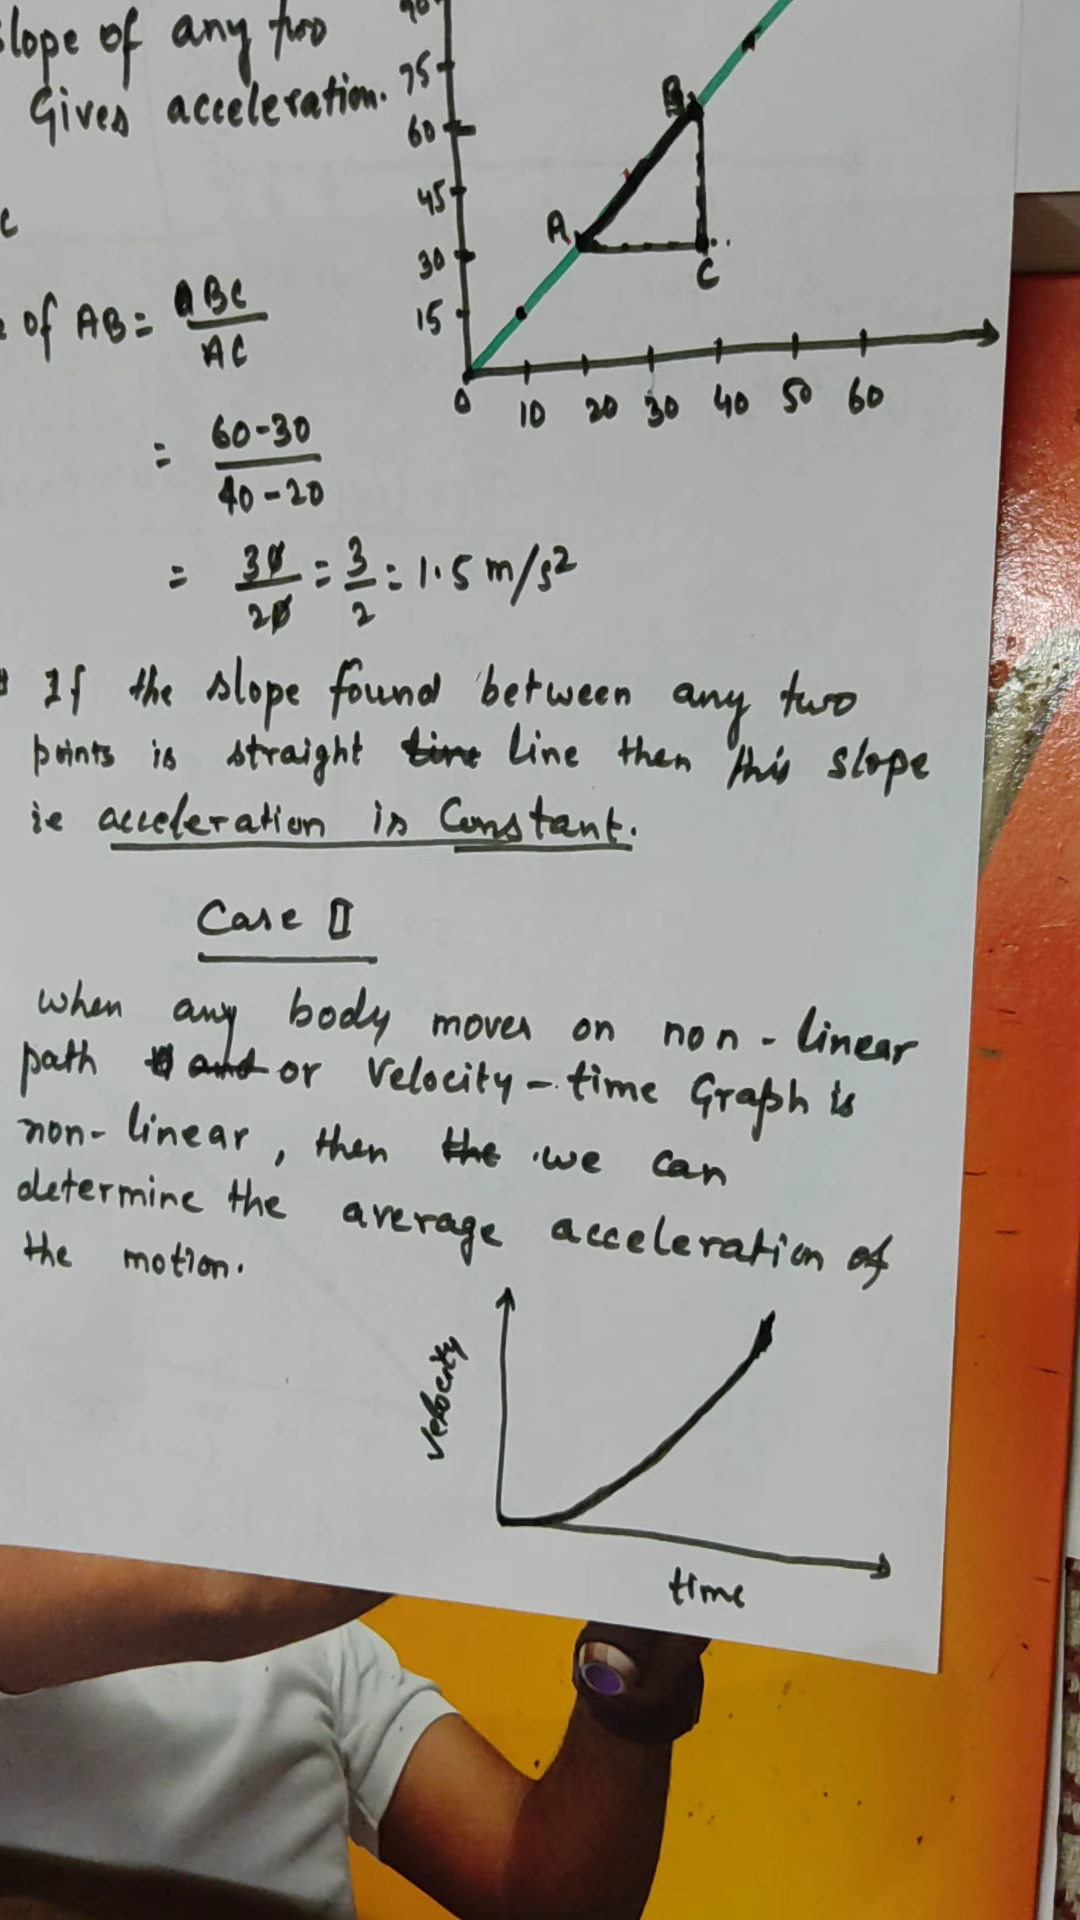 slope of any two
Gives acceleration.
90
75
60
45
30
15
0
10 20 30 40 50 60
A
B
C
of AB = BC
AC
= 60-30
40-20
= 30 = 3 = 1.5 m/s²
20 2
If the slope found between any two
points is straight line then this slope
ie acceleration is Constant.
Case II
when any body moves on non-linear
path or Velocity-time Graph is
non-linear, then we can
determine the average acceleration of
the motion.
velocity
time